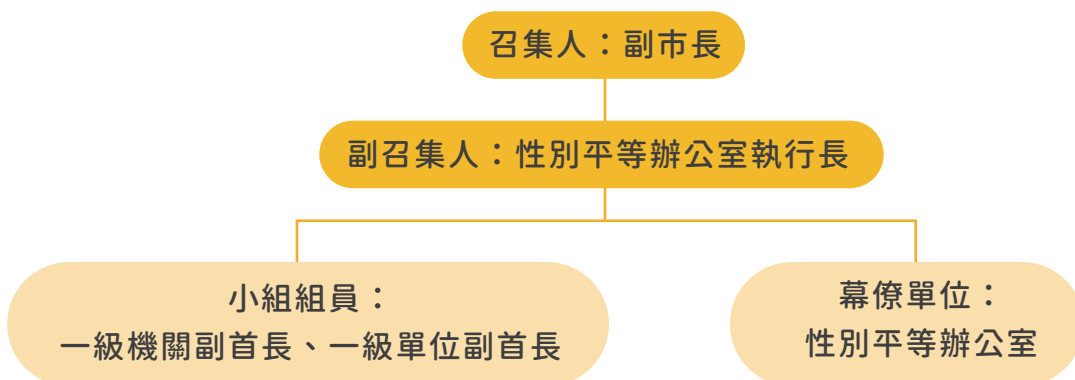 召集人：副市長
副召集人：性別平等辦公室執行長
小組組員：
一級機關副首長、一級單位副首長
幕僚單位：
性別平等辦公室